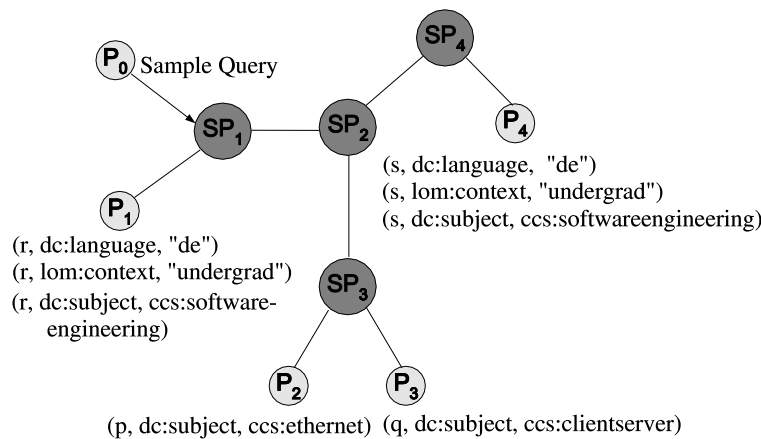 SP4
P0
Sample Query
SP1
SP2
P4
(s, dc:language, "de")
(s, lom:context, "undergrad")
(s, dc:subject, ccs:softwareengineering)
P1
(r, dc:language, "de")
(r, lom:context, "undergrad")
(r, dc:subject, ccs:software-
engineering)
SP3
P2
P3
(p, dc:subject, ccs:ethernet)
(q, dc:subject, ccs:clientserver)